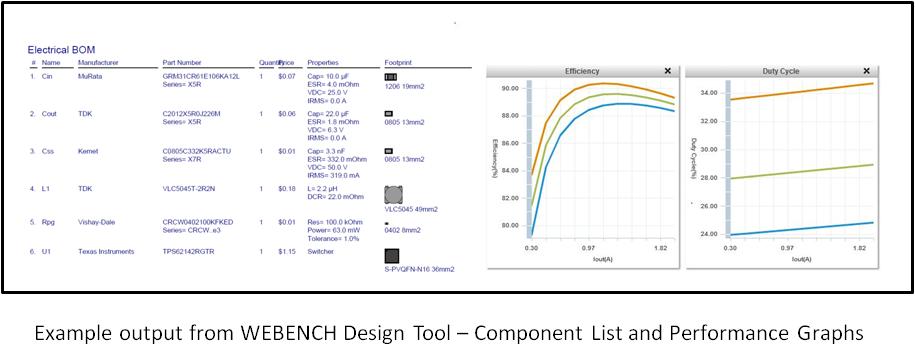 Electrical BOM
# Name Manufacturer Part Number Quantity Price Properties Footprint
1. Cin MuRata GRM31CR61E106KA12L 1 $0.07 Cap= 10.0 µF
Series= X5R ESR= 4.0 mOhm
VDC= 25.0 V
IRMS= 0.0 A
1206 19mm2
2. Cout TDK C2012X5R0J226M 1 $0.06 Cap= 22.0 µF
Series= X5R ESR= 1.8 mOhm
VDC= 6.3 V
IRMS= 0.0 A
0805 13mm2
3. Css Kemet C0805C332K5RACTU 1 $0.01 Cap= 3.3 nF
Series= X7R ESR= 332.0 mOhm
VDC= 50.0 V
IRMS= 319.0 mA
0805 13mm2
4. L1 TDK VLC5045T-2R2N 1 $0.18 L= 2.2 µH
DCR= 22.0 mOhm
VLC5045 49mm2
5. Rpg Vishay-Dale CRCW0402100KFKED 1 $0.01 Res= 100.0 kOhm
Series= CRCW..e3 Power= 63.0 mW
Tolerance= 1.0%
0402 8mm2
6. U1 Texas Instruments TPS62142RGTR 1 $1.15 Switcher
S-PVQFN-N16 36mm2
Efficiency
90.00
88.00
86.00
84.00
82.00
80.00
Efficiency(%)
0.30 0.97 1.82
Iout(A)
Duty Cycle
34.00
32.00
30.00
28.00
26.00
24.00
Duty Cycle(%)
0.30 0.97 1.82
Iout(A)
Example output from WEBENCH Design Tool – Component List and Performance Graphs